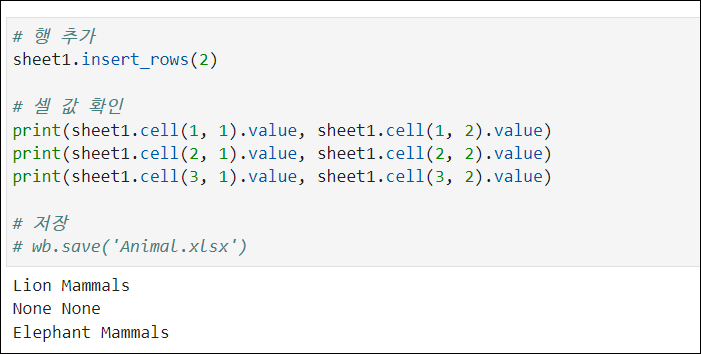 # 행 추가
sheet1.insert_rows(2)
# 셀 값 확인
print(sheet1.cell(1, 1).value, sheet1.cell(1, 2).value)
print(sheet1.cell(2, 1).value, sheet1.cell(2, 2).value)
print(sheet1.cell(3, 1).value, sheet1.cell(3, 2).value)
# 저장
# wb.save('Animal.xlsx')
Lion Mammals
None None
Elephant Mammals